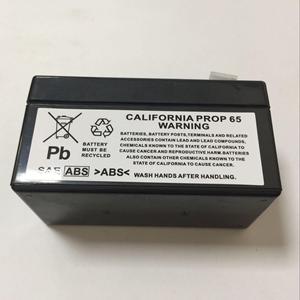 CALIFORNIA PROP 65
WARNING
BATTERIES, BATTERY POSTS, TERMINALS AND RELATED
ACCESSORIES CONTAIN LEAD AND LEAD COMPOUNDS,
CHEMICALS KNOWN TO THE STATE OF CALIFORNIA
TO CAUSE CANCER AND REPRODUCTIVE HARM.BATTERIES
ALSO CONTAIN OTHER CHEMICALS KNOWN TO THE STATE OF CALIFORNIA
TO CAUSE CANCER.
WASH HANDS AFTER HANDLING.
Pb
BATTERY
MUST BE
RECYCLED
SAE ABS >ABS<